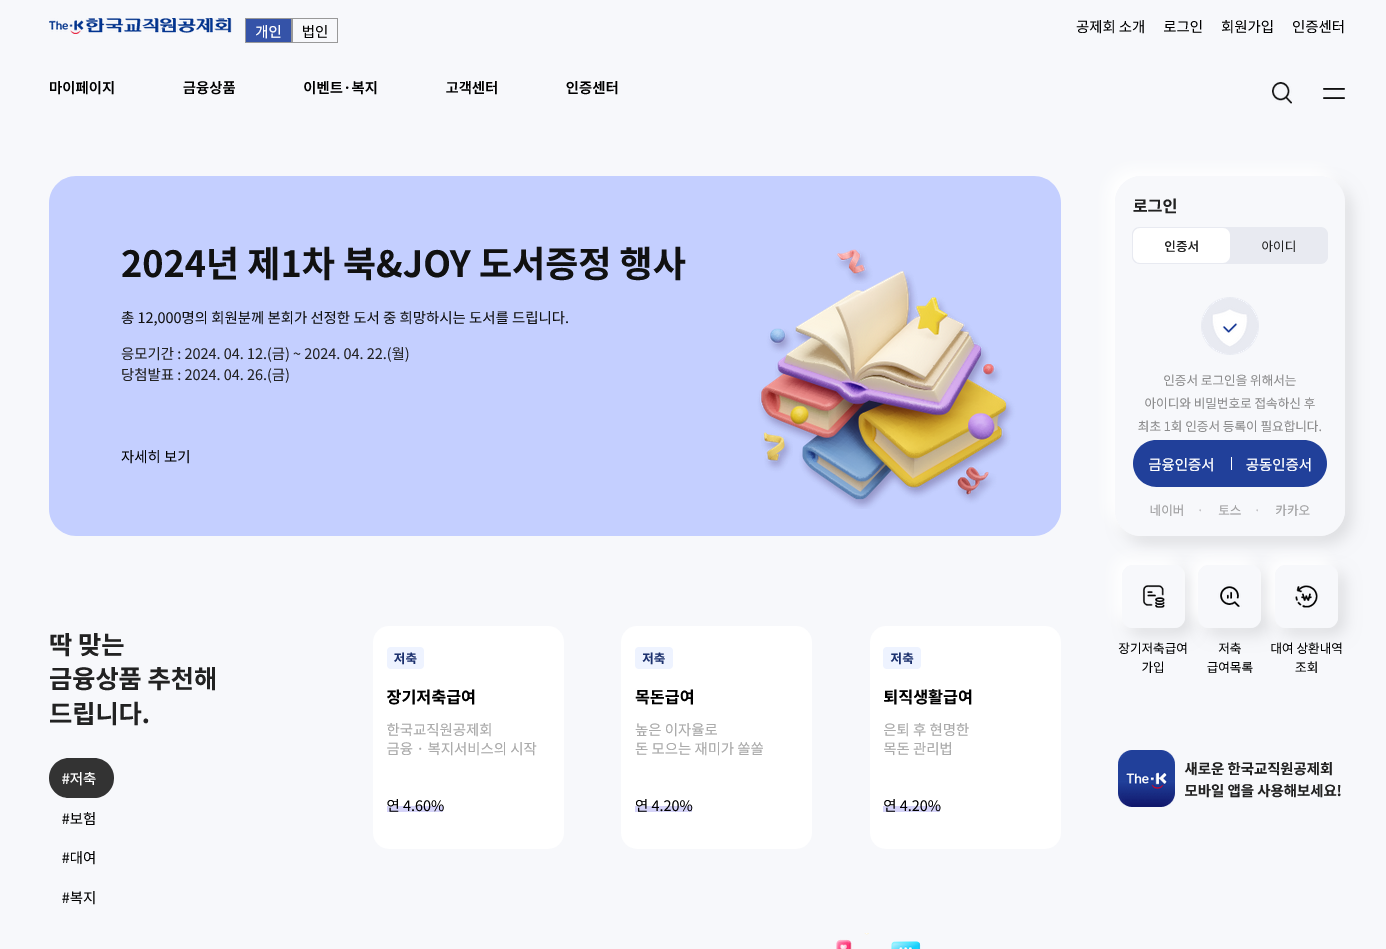 The·K 한국교직원공제회
개인
법인
공제회 소개
로그인
회원가입
인증센터
마이페이지
금융상품
이벤트·복지
고객센터
인증센터
2024년 제1차 북&JOY 도서증정 행사
총 12,000명의 회원분께 본회가 선정한 도서 중 희망하시는 도서를 드립니다.
응모기간 : 2024. 04. 12.(금) ~ 2024. 04. 22.(월)
당첨발표 : 2024. 04. 26.(금)
자세히 보기
로그인
인증서
아이디
인증서 로그인을 위해서는
아이디와 비밀번호로 접속하신 후
최초 1회 인증서 등록이 필요합니다.
금융인증서
공동인증서
네이버 · 토스 · 카카오
장기저축급여
가입
저축
급여목록
대여 상환내역
조회
딱 맞는
금융상품 추천해
드립니다.
#저축
#보험
#대여
#복지
저축
장기저축급여
한국교직원공제회
금융 · 복지서비스의 시작
연 4.60%
저축
목돈급여
높은 이자율로
돈 모으는 재미가 쏠쏠
연 4.20%
저축
퇴직생활급여
은퇴 후 현명한
목돈 관리법
연 4.20%
The·K
새로운 한국교직원공제회
모바일 앱을 사용해보세요!